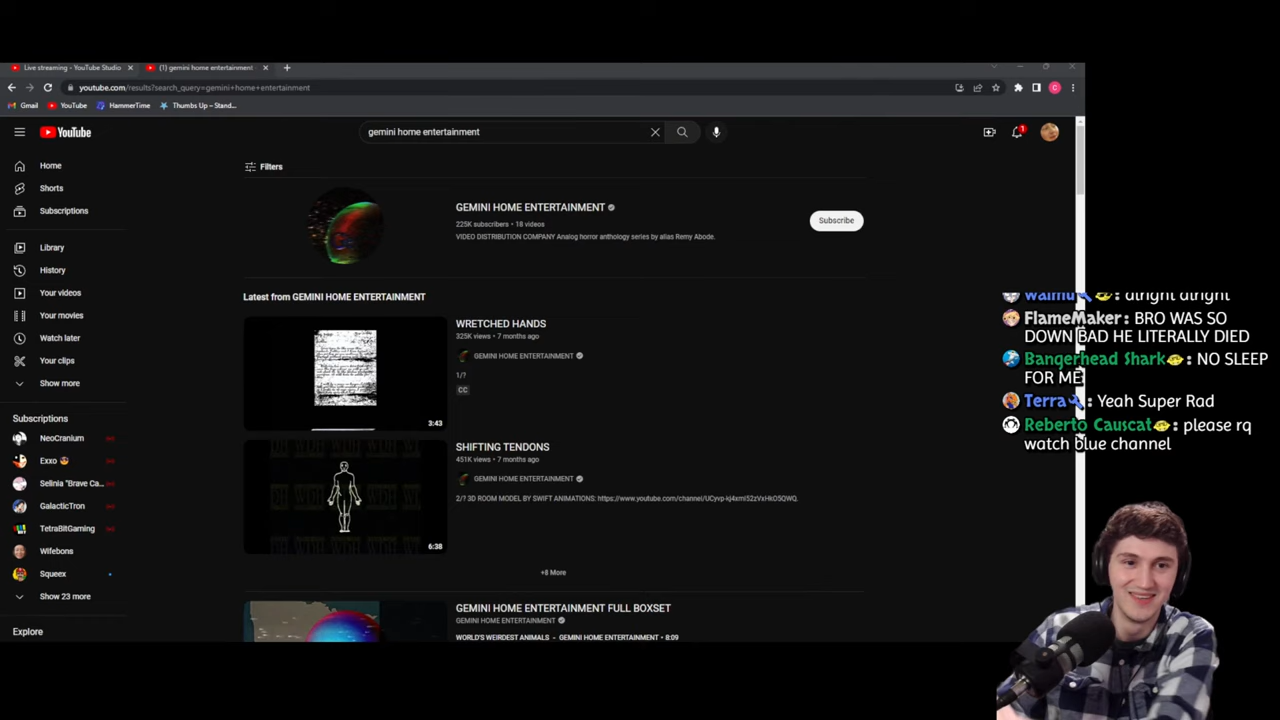 Live streaming - YouTube Studio
(1) gemini home entertainment
youtube.com/results?search_query=gemini+home+entertainment
Gmail
YouTube
HammerTime
Thumbs Up – Stand...
YouTube
gemini home entertainment
1
Home
Shorts
Subscriptions
Library
History
Your videos
Your movies
Watch later
Your clips
Show more
Subscriptions
NeoCranium
Exxo
Selinia "Brave Ca...
GalacticTron
TetraBitGaming
Wifebons
Squeex
Show 23 more
Explore
Filters
GEMINI HOME ENTERTAINMENT
225K subscribers • 18 videos
VIDEO DISTRIBUTION COMPANY Analog horror anthology series by alias Remy Abode.
Subscribe
Latest from GEMINI HOME ENTERTAINMENT
3:43
WRETCHED HANDS
325K views • 7 months ago
GEMINI HOME ENTERTAINMENT
1/?
CC
WDH WDH WDH
6:38
SHIFTING TENDONS
451K views • 7 months ago
GEMINI HOME ENTERTAINMENT
2/? 3D ROOM MODEL BY SWIFT ANIMATIONS:
+8 More
GEMINI HOME ENTERTAINMENT FULL BOXSET
GEMINI HOME ENTERTAINMENT
WORLD'S WEIRDEST ANIMALS - GEMINI HOME ENTERTAINMENT • 8:09
: alright alright
FlameMaker: BRO WAS SO
DOWN BAD HE LITERALLY DIED
Bangerhead Shark: NO SLEEP
FOR ME
Terra: Yeah Super Rad
Reberto Causcat: please rq
watch blue channel